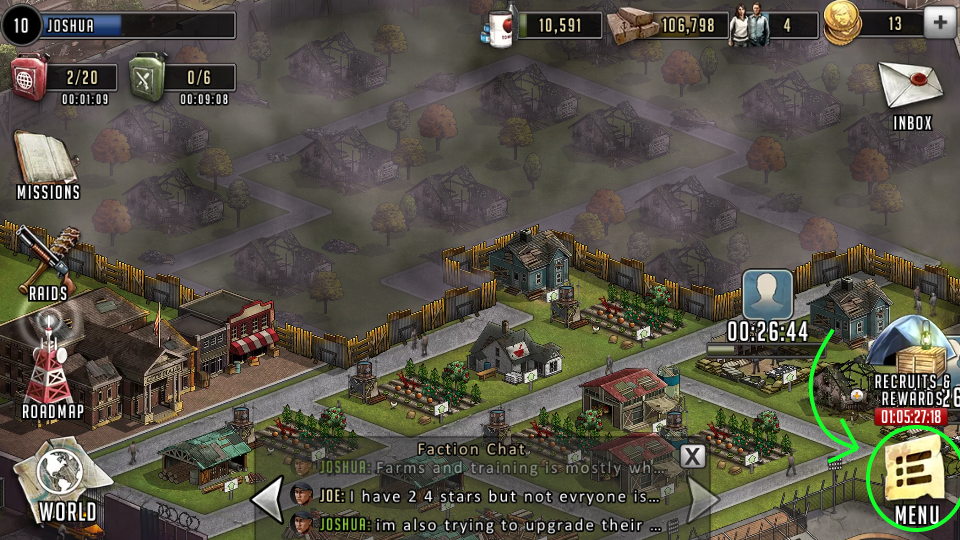 10 JOSHUA
10,591
106,798
4
13
+
2/20
00:01:09
0/6
00:09:08
INBOX
MISSIONS
RAIDS
00:26:44
ROADMAP
RECRUITS &
REWARDS
01:05:27:18
Faction Chat
X
JOSHUA: Farms and training is mostly wh...
JOE: I have 2 4 stars but not evryone is...
JOSHUA: im also trying to upgrade their ...
WORLD
MENU